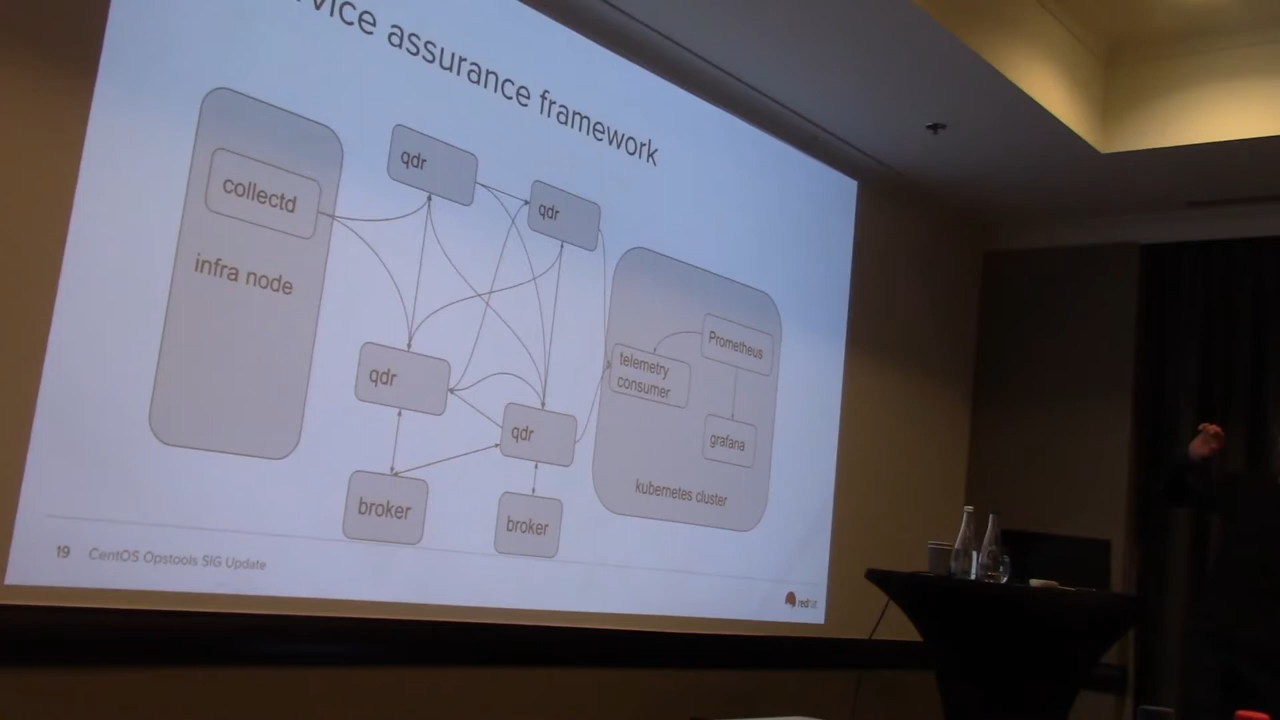 vice assurance framework
qdr
collectd
qdr
infra node
Prometheus
telemetry
consumer
qdr
qdr
grafana
kubernetes cluster
broker
broker
19 CentOS Opstools SIG Update
redhat